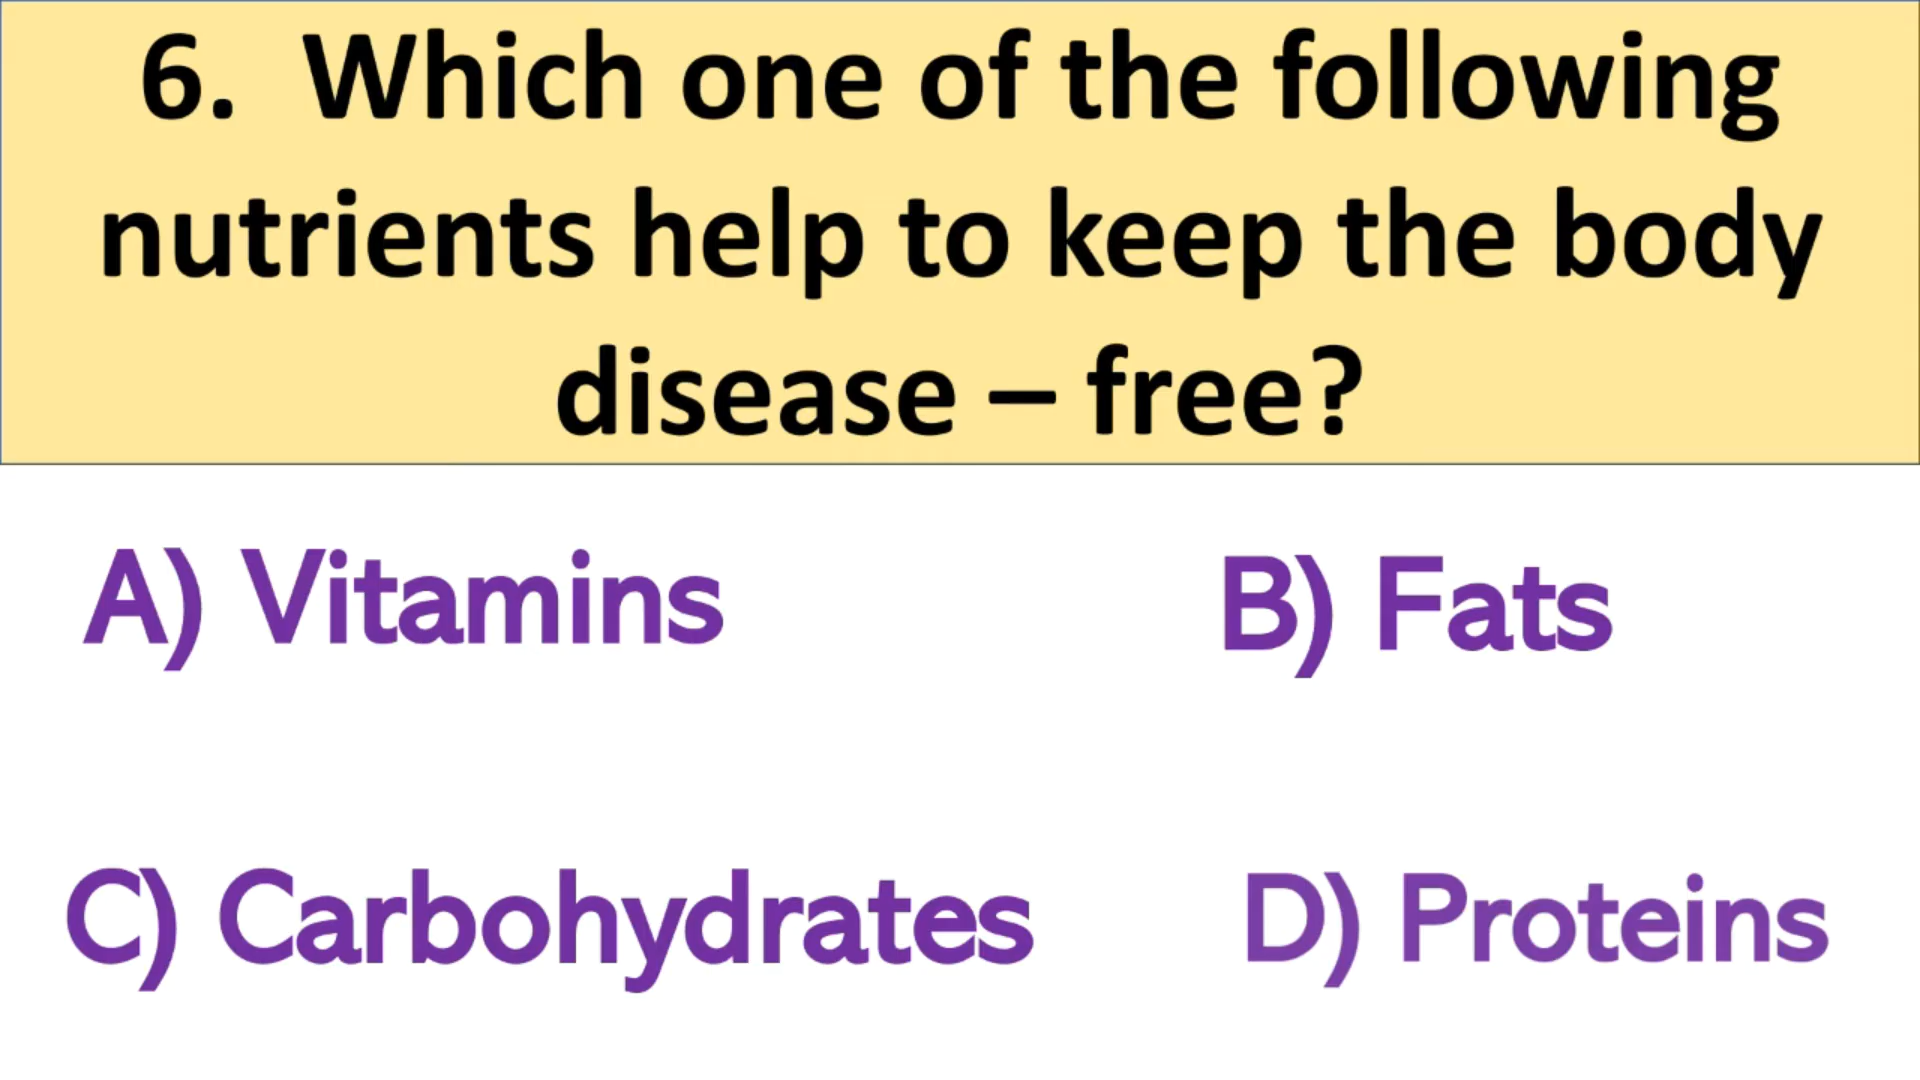 6. Which one of the following
nutrients help to keep the body
disease – free?
A) Vitamins
B) Fats
C) Carbohydrates
D) Proteins